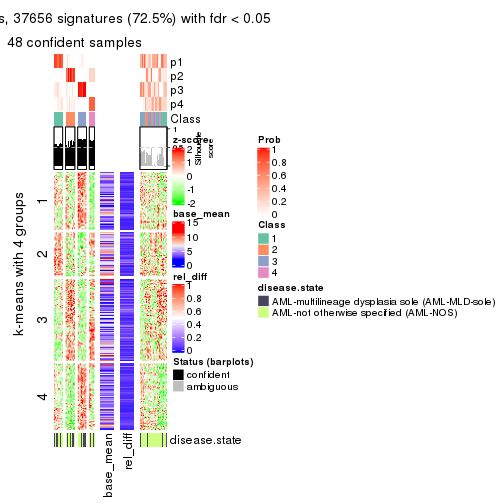 s, 37656 signatures (72.5%) with fdr < 0.05
48 confident samples
p1
p2
p3
p4
Class
1
Silhouette
score
z-score
2
1
0
-1
-2
base_mean
15
10
5
0
rel_diff
1
0.8
0.6
0.4
0.2
0
Status (barplots)
confident
ambiguous
Prob
1
0.8
0.6
0.4
0.2
0
Class
1
2
3
4
disease.state
AML-multilineage dysplasia sole (AML-MLD-sole)
AML-not otherwise specified (AML-NOS)
k-means with 4 groups
1
2
3
4
disease.state
base_mean
rel_diff